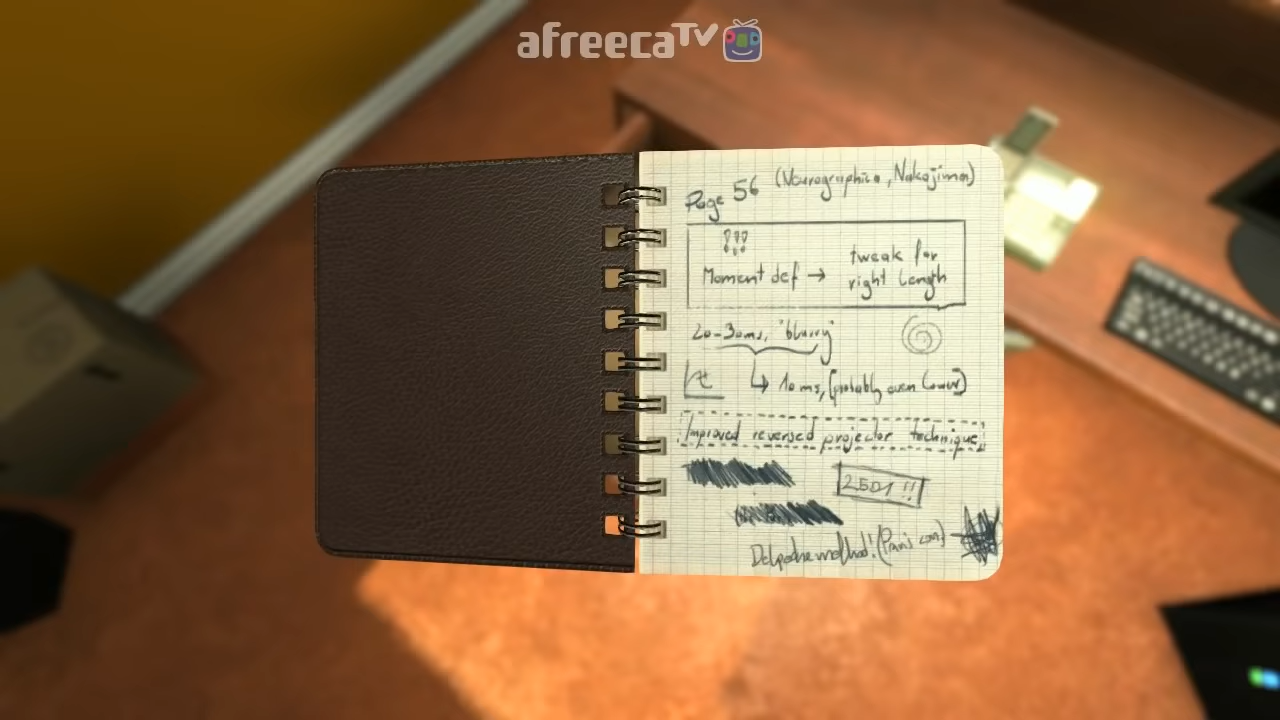 afreecaTV
Page 56 (Neurographica, Nakajima)
???
Moment def → tweak for
right length
20-30ms, 'blurry'
↳ 10 ms, (probably even lower)
Improved reversed projector technique
2501 !!
method! (Paris con)